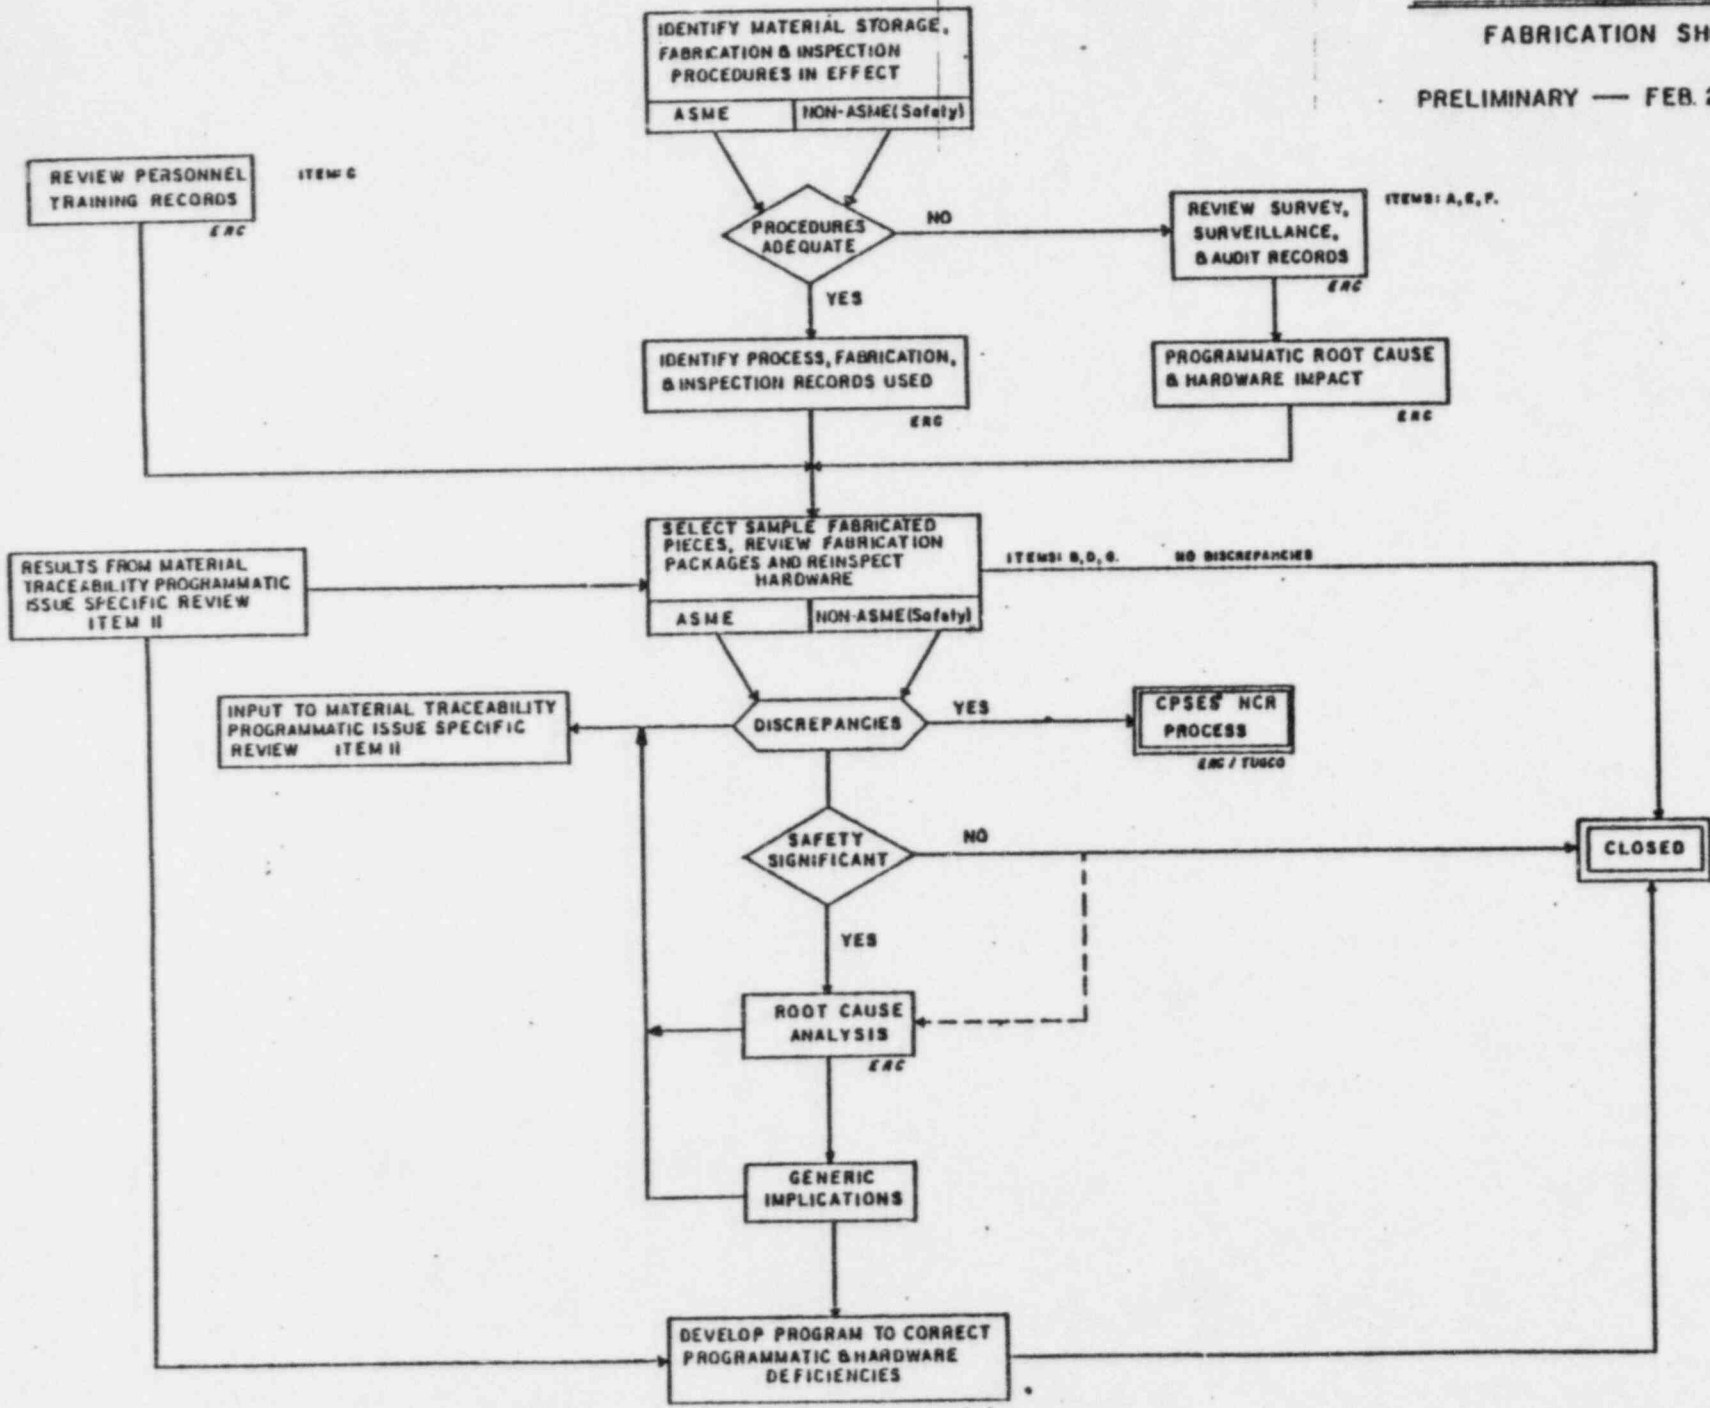 FABRICATION SH
PRELIMINARY — FEB. 2
IDENTIFY MATERIAL STORAGE,
FABRICATION & INSPECTION
PROCEDURES IN EFFECT
ASME
NON-ASME(Safety)
REVIEW PERSONNEL
TRAINING RECORDS
ERC
PROCEDURES
ADEQUATE
NO
YES
REVIEW SURVEY,
SURVEILLANCE,
& AUDIT RECORDS
ITEMS: A, E, F.
ERC
IDENTIFY PROCESS, FABRICATION,
& INSPECTION RECORDS USED
ERC
PROGRAMMATIC ROOT CAUSE
& HARDWARE IMPACT
ERC
RESULTS FROM MATERIAL
TRACEABILITY PROGRAMMATIC
ISSUE SPECIFIC REVIEW
ITEM II
SELECT SAMPLE FABRICATED
PIECES, REVIEW FABRICATION
PACKAGES AND REINSPECT
HARDWARE
ASME
NON-ASME(Safety)
NO DISCREPANCIES
INPUT TO MATERIAL TRACEABILITY
PROGRAMMATIC ISSUE SPECIFIC
REVIEW ITEM II
DISCREPANCIES
YES
CPSES NCR
PROCESS
ERC / TUGCO
SAFETY
SIGNIFICANT
NO
YES
CLOSED
ROOT CAUSE
ANALYSIS
ERC
GENERIC
IMPLICATIONS
DEVELOP PROGRAM TO CORRECT
PROGRAMMATIC & HARDWARE
DEFICIENCIES